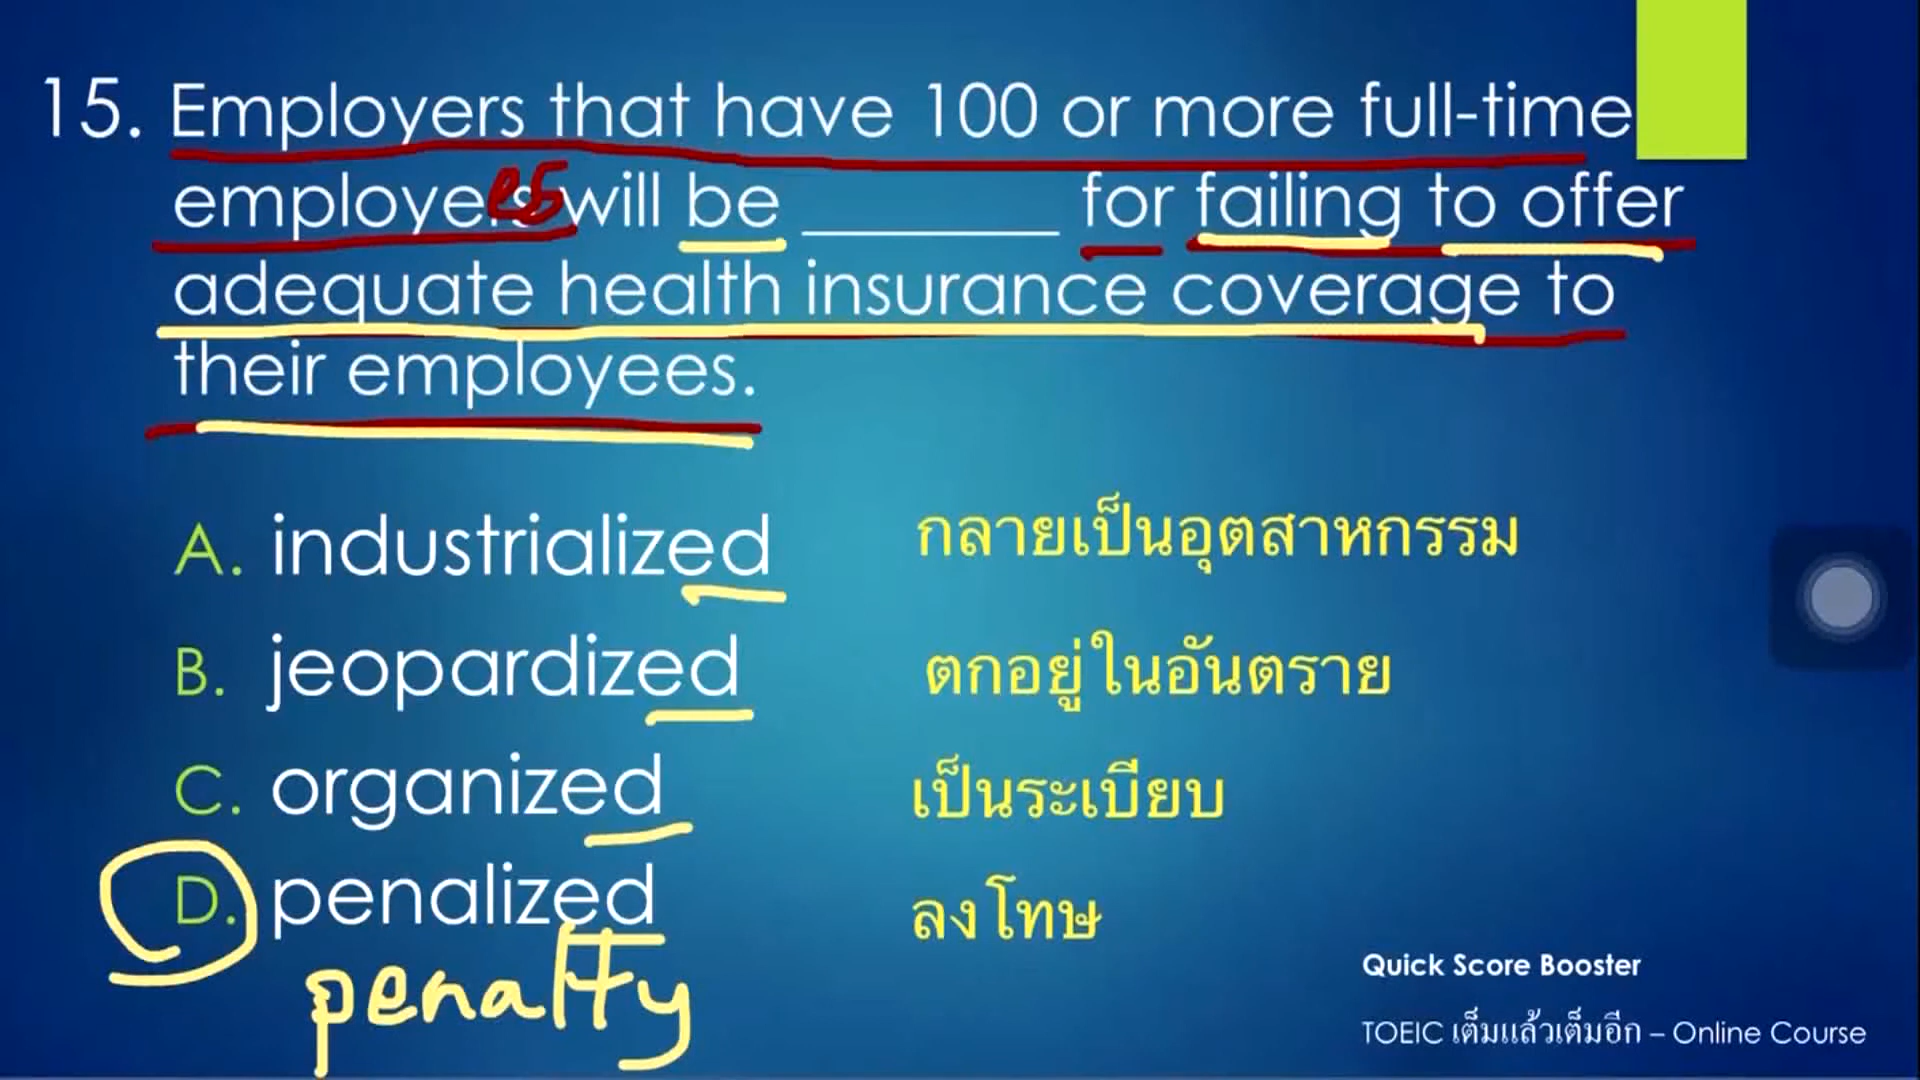 15. Employers that have 100 or more full-time
employees will be ________ for failing to offer
adequate health insurance coverage to
their employees.
A. industrialized กลายเป็นอุตสาหกรรม
B. jeopardized ตกอยู่ในอันตราย
C. organized เป็นระเบียบ
D. penalized ลงโทษ
penalty
Quick Score Booster
TOEIC เต็มแล้วเต็มอีก – Online Course